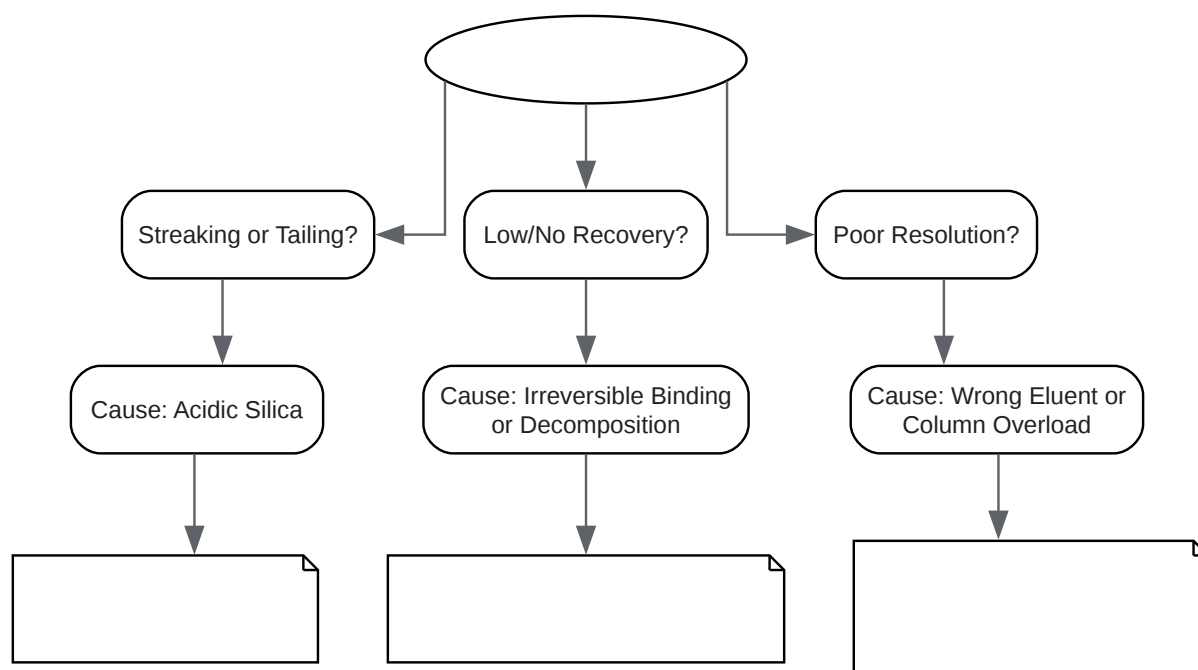 Streaking or Tailing?
Low/No Recovery?
Poor Resolution?
Cause: Acidic Silica
Cause: Irreversible Binding
or Decomposition
Cause: Wrong Eluent or
Column Overload